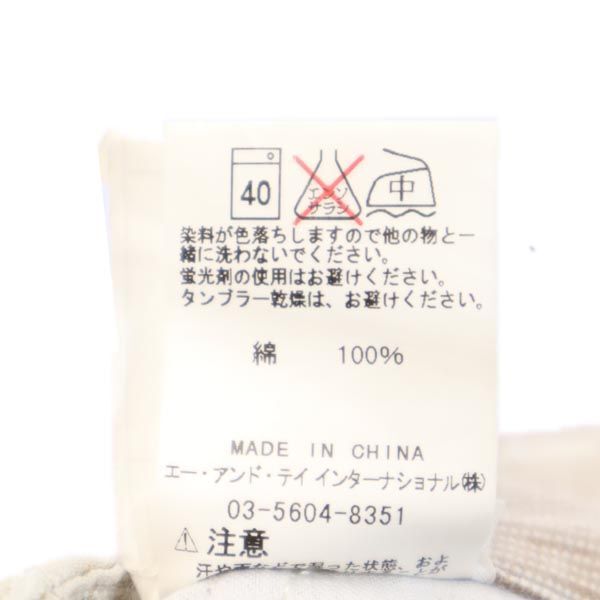 40
エンソ
サラシ
中
染料が色落ちしますので他の物と一
緒に洗わないでください。
蛍光剤の使用はお避けください。
タンブラー乾燥は、お避けください。
綿 100%
MADE IN CHINA
エー・アンド・テイ インターナショナル(株)
03-5604-8351
注意